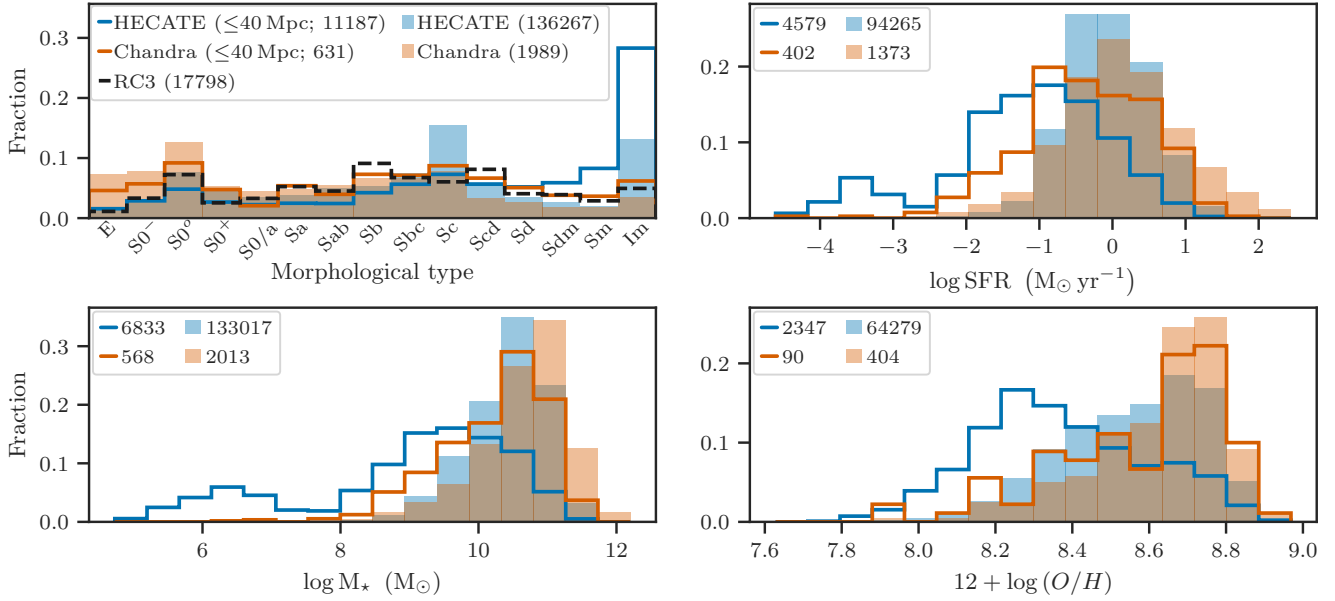 HECATE (≤40 Mpc; 11187)
HECATE (136267)
Chandra (≤40 Mpc; 631)
Chandra (1989)
RC3 (17798)
Fraction
0.3
0.2
0.1
0.0
E
S0⁻
S0ᵒ
S0⁺
S0/a
Sa
Sab
Sb
Sbc
Sc
Scd
Sd
Sdm
Sm
Im
Morphological type
4579
94265
402
1373
0.2
0.1
0.0
−4
−3
−2
−1
0
1
2
log SFR (M⊙ yr⁻¹)
6833
133017
568
2013
Fraction
0.3
0.2
0.1
0.0
6
8
10
12
log M⋆ (M⊙)
2347
64279
90
404
0.2
0.1
0.0
7.6
7.8
8.0
8.2
8.4
8.6
8.8
9.0
12 + log (O/H)